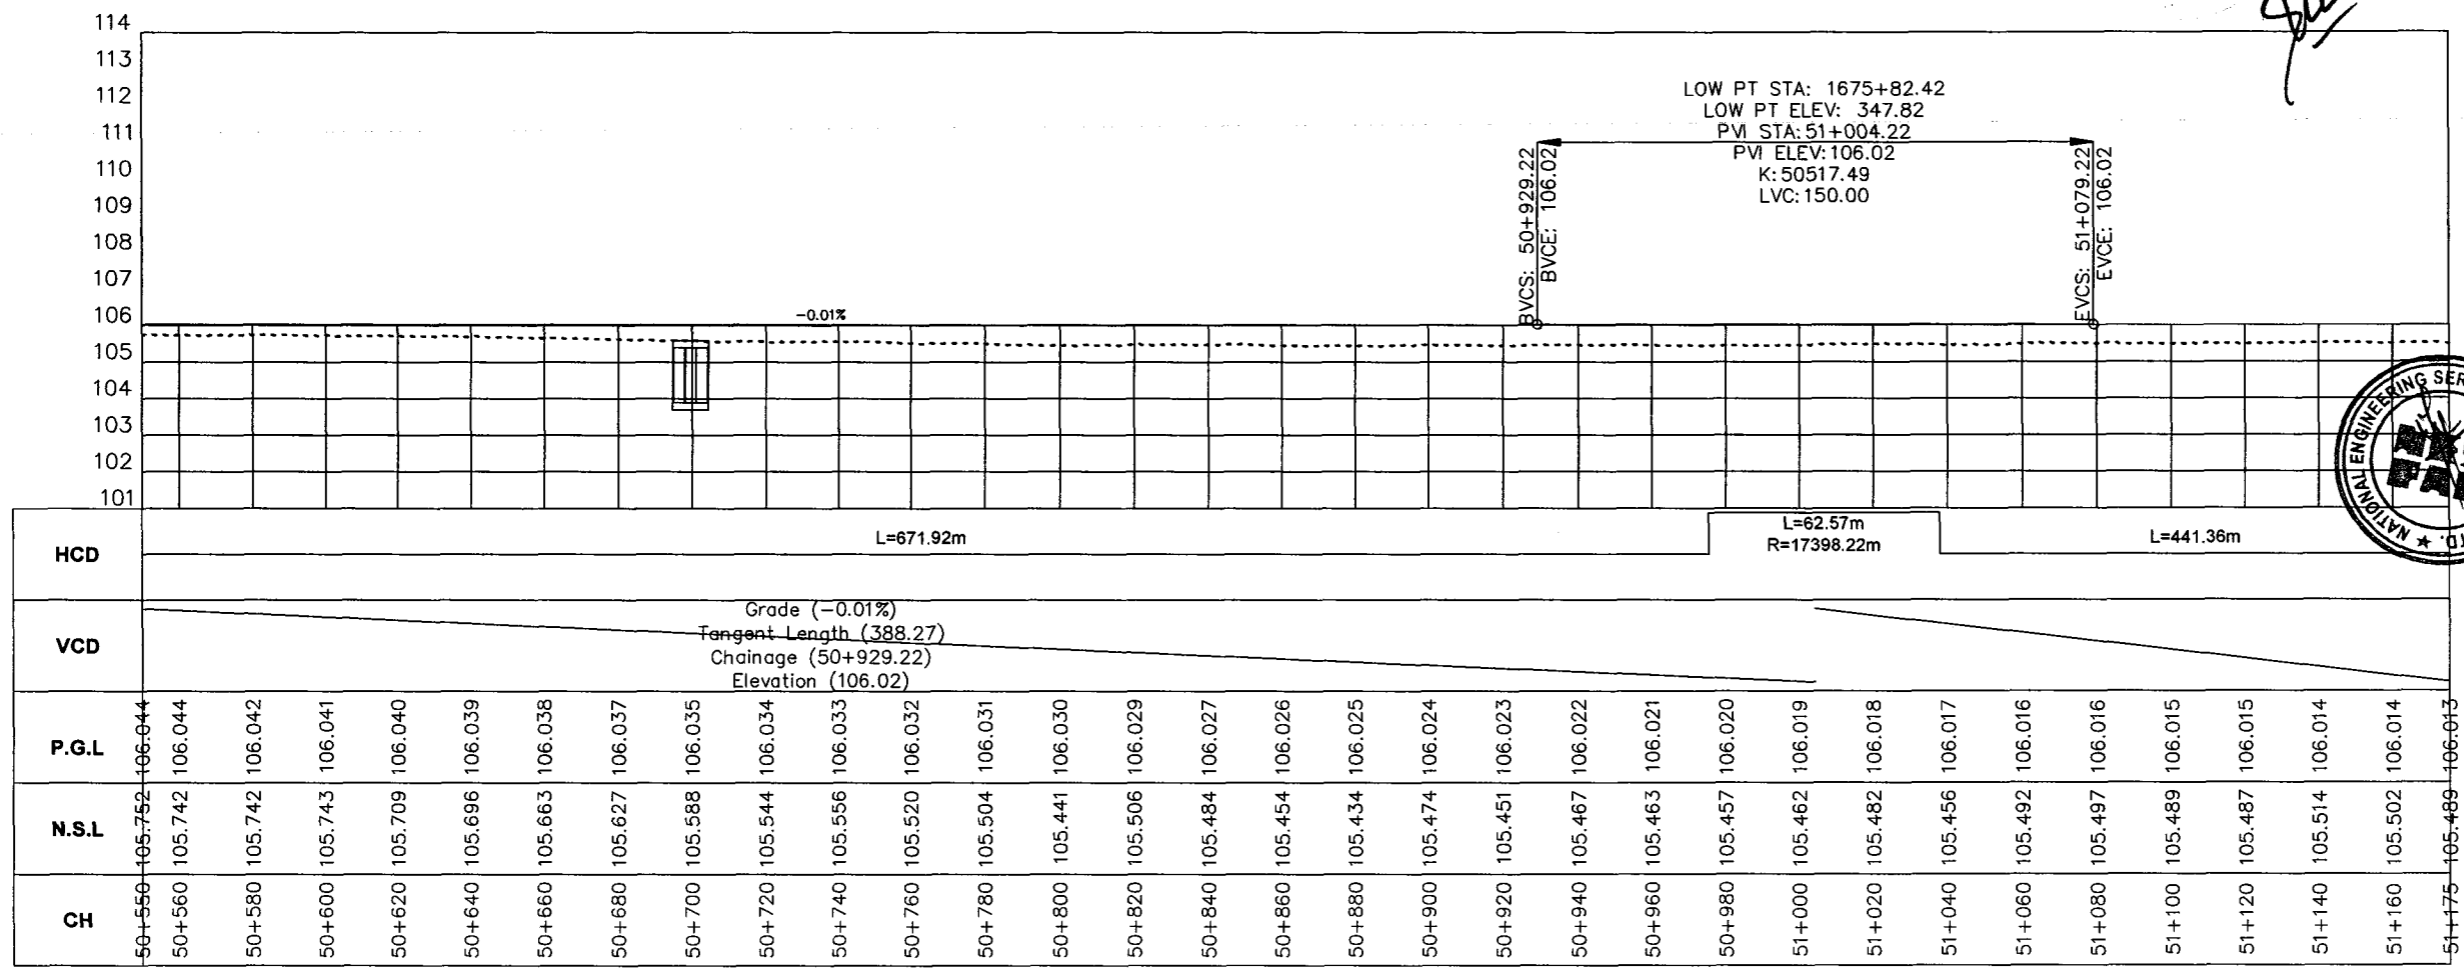 114
113
112
111
110
109
108
107
106
105
104
103
102
101
LOW PT STA: 1675+82.42
LOW PT ELEV: 347.82
PVI STA: 51+004.22
PVI ELEV: 106.02
K: 50517.49
LVC: 150.00
BVCS: 50+929.22
BVCE: 106.02
EVCS: 51+079.22
EVCE: 106.02
-0.01%
HCD
L=671.92m
L=62.57m
R=17398.22m
L=441.36m
VCD
Grade (-0.01%)
Tangent Length (388.27)
Chainage (50+929.22)
Elevation (106.02)
P.G.L 106.044 106.044 106.042 106.041 106.040 106.039 106.038 106.037 106.035 106.034 106.033 106.032 106.031 106.030 106.029 106.027 106.026 106.025 106.024 106.023 106.022 106.021 106.020 106.019 106.018 106.017 106.016 106.016 106.015 106.015 106.014 106.014 106.013
N.S.L 105.752 105.742 105.742 105.743 105.709 105.696 105.663 105.627 105.588 105.544 105.556 105.520 105.504 105.441 105.506 105.484 105.454 105.434 105.474 105.451 105.467 105.463 105.457 105.462 105.482 105.456 105.492 105.497 105.489 105.487 105.514 105.502 105.489
CH 50+550 50+560 50+580 50+600 50+620 50+640 50+660 50+680 50+700 50+720 50+740 50+760 50+780 50+800 50+820 50+840 50+860 50+880 50+900 50+920 50+940 50+960 50+980 51+000 51+020 51+040 51+060 51+080 51+100 51+120 51+140 51+160 51+175
NATIONAL ENGINEERING SER
TD. ★